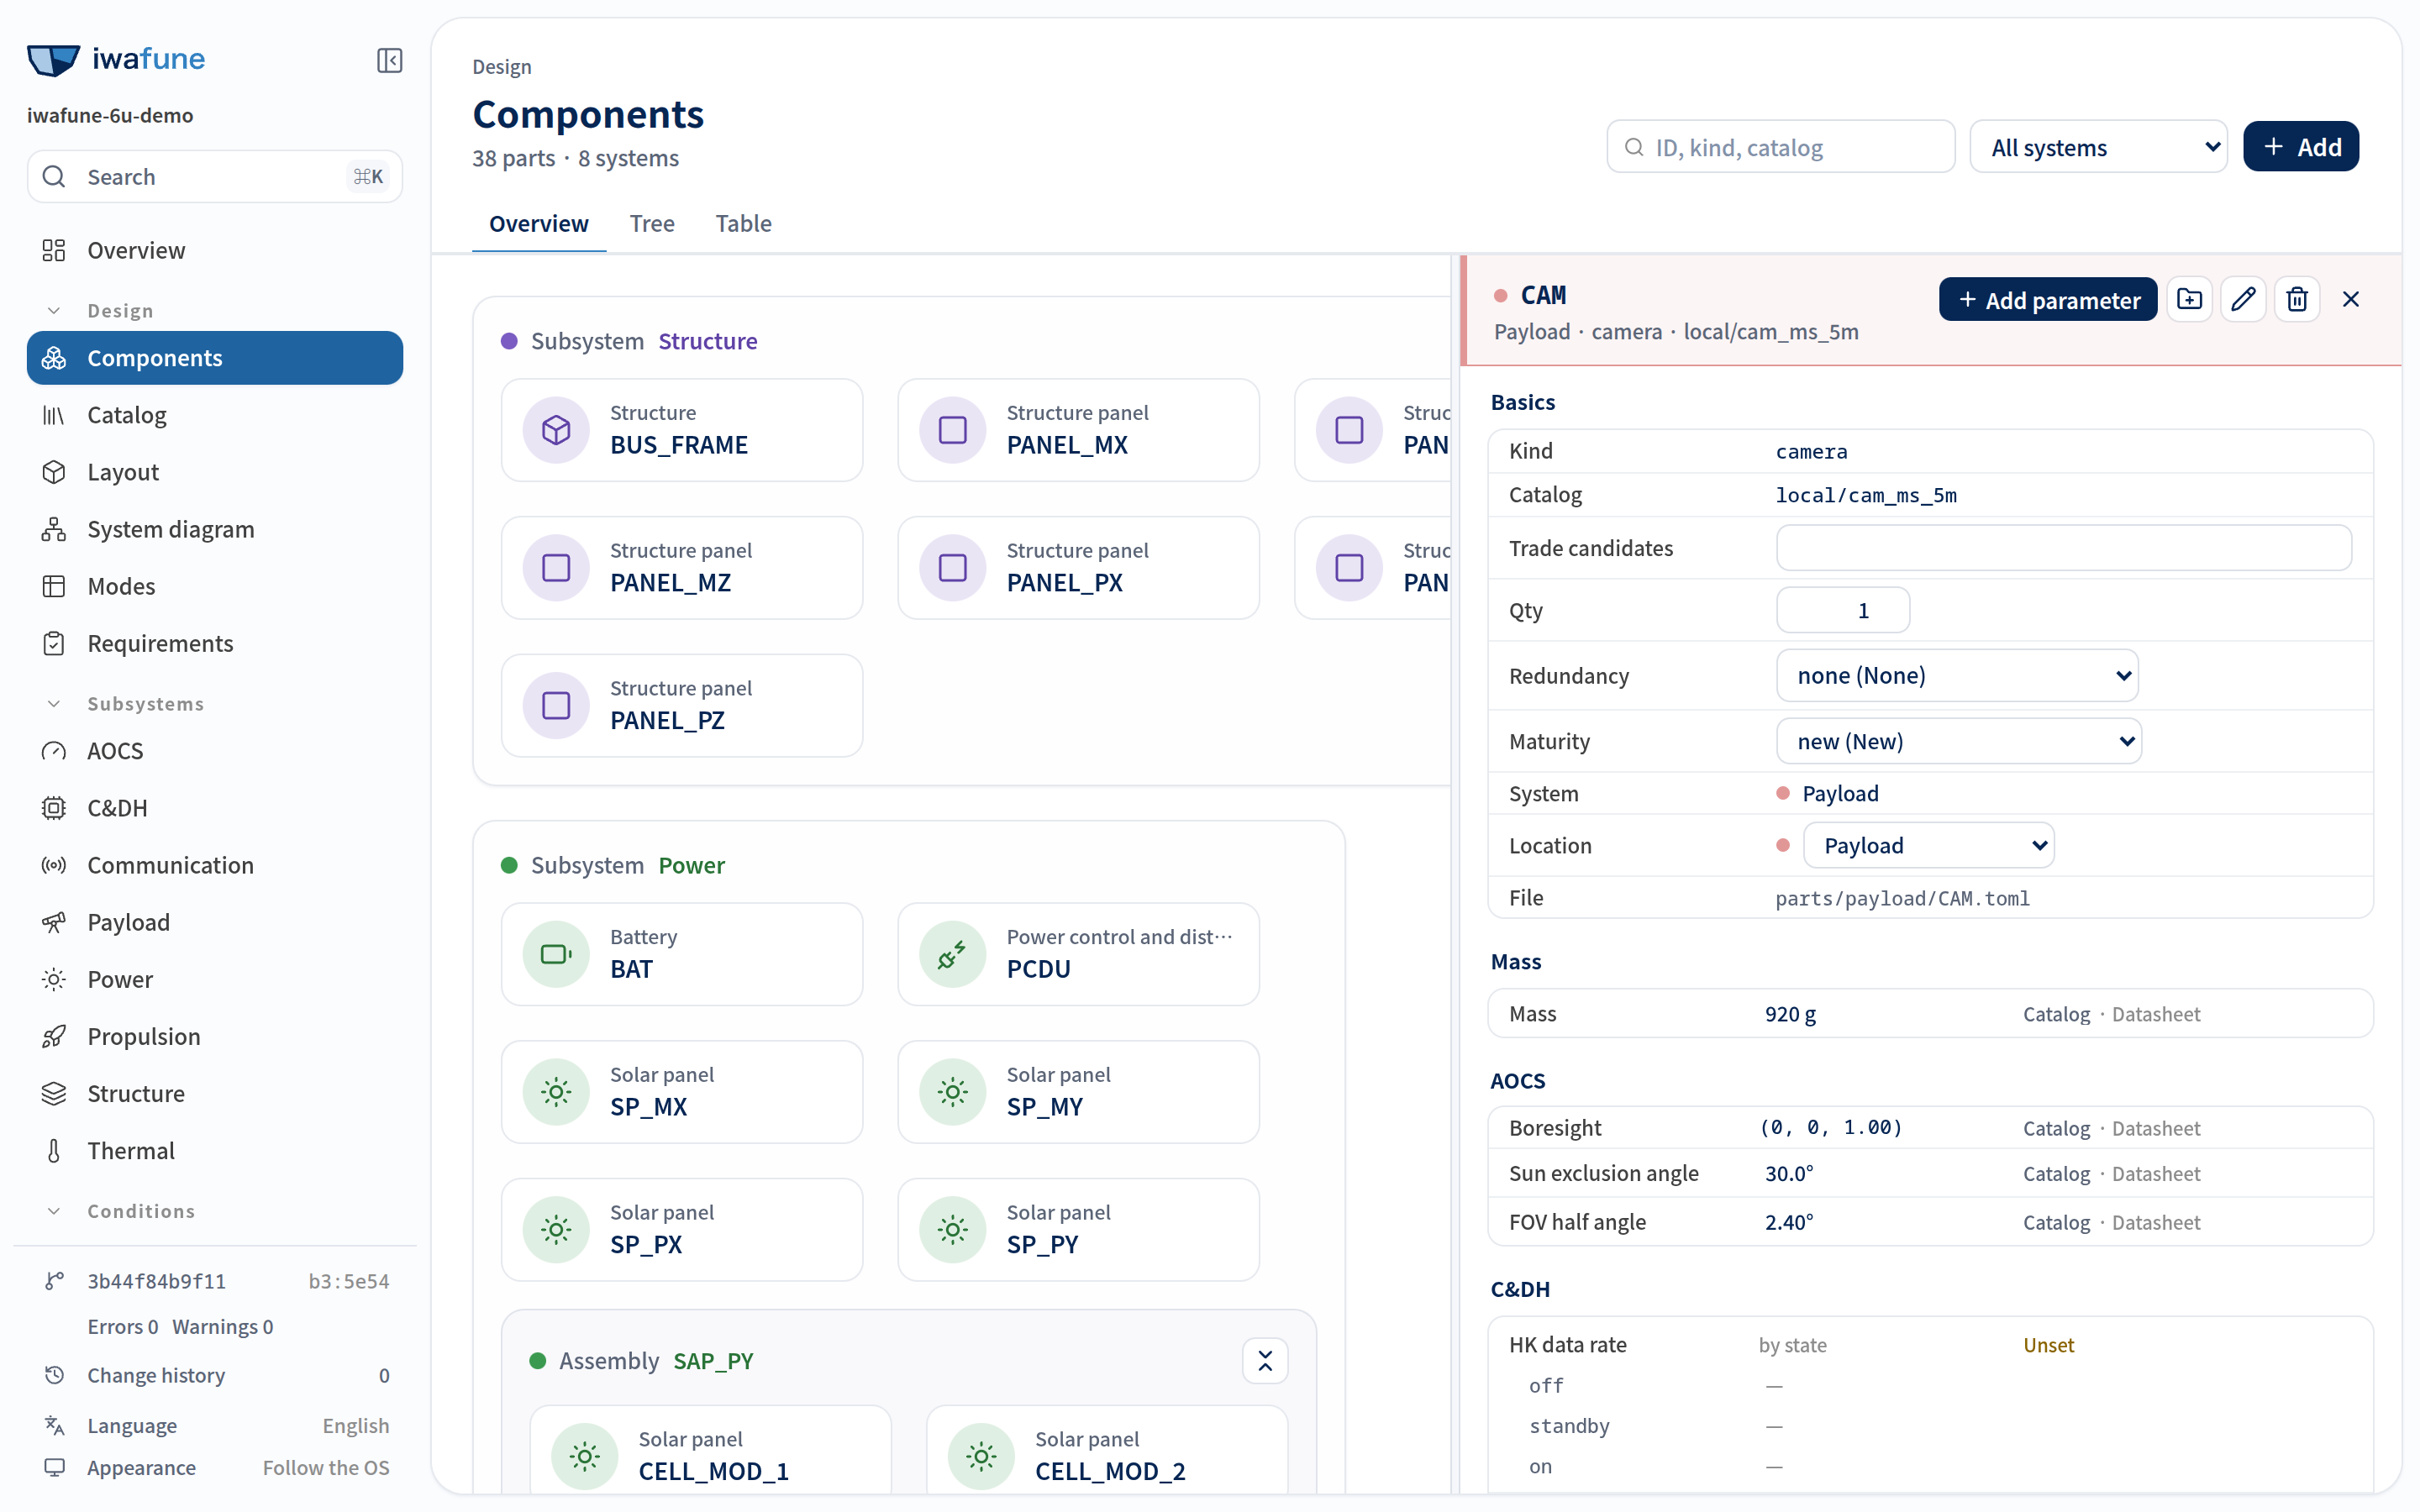 iwafune
iwafune-6u-demo
Search ⌘K
Overview
Design
Components
Catalog
Layout
System diagram
Modes
Requirements
Subsystems
AOCS
C&DH
Communication
Payload
Power
Propulsion
Structure
Thermal
Conditions
3b44f84b9f11 b3:5e54
Errors 0 Warnings 0
Change history 0
Language English
Appearance Follow the OS
Design
Components
38 parts · 8 systems
ID, kind, catalog
All systems
+ Add
Overview Tree Table
Subsystem Structure
Structure
BUS_FRAME
Structure panel
PANEL_MX
Struc
PAN
Structure panel
PANEL_MZ
Structure panel
PANEL_PX
Struc
PAN
Structure panel
PANEL_PZ
Subsystem Power
Battery
BAT
Power control and dist···
PCDU
Solar panel
SP_MX
Solar panel
SP_MY
Solar panel
SP_PX
Solar panel
SP_PY
Assembly SAP_PY
Solar panel
CELL_MOD_1
Solar panel
CELL_MOD_2
CAM
Payload · camera · local/cam_ms_5m
+ Add parameter
Basics
Kind camera
Catalog local/cam_ms_5m
Trade candidates
Qty 1
Redundancy none (None)
Maturity new (New)
System Payload
Location Payload
File parts/payload/CAM.toml
Mass
Mass 920 g Catalog · Datasheet
AOCS
Boresight (0, 0, 1.00) Catalog · Datasheet
Sun exclusion angle 30.0° Catalog · Datasheet
FOV half angle 2.40° Catalog · Datasheet
C&DH
HK data rate by state Unset
off —
standby —
on —